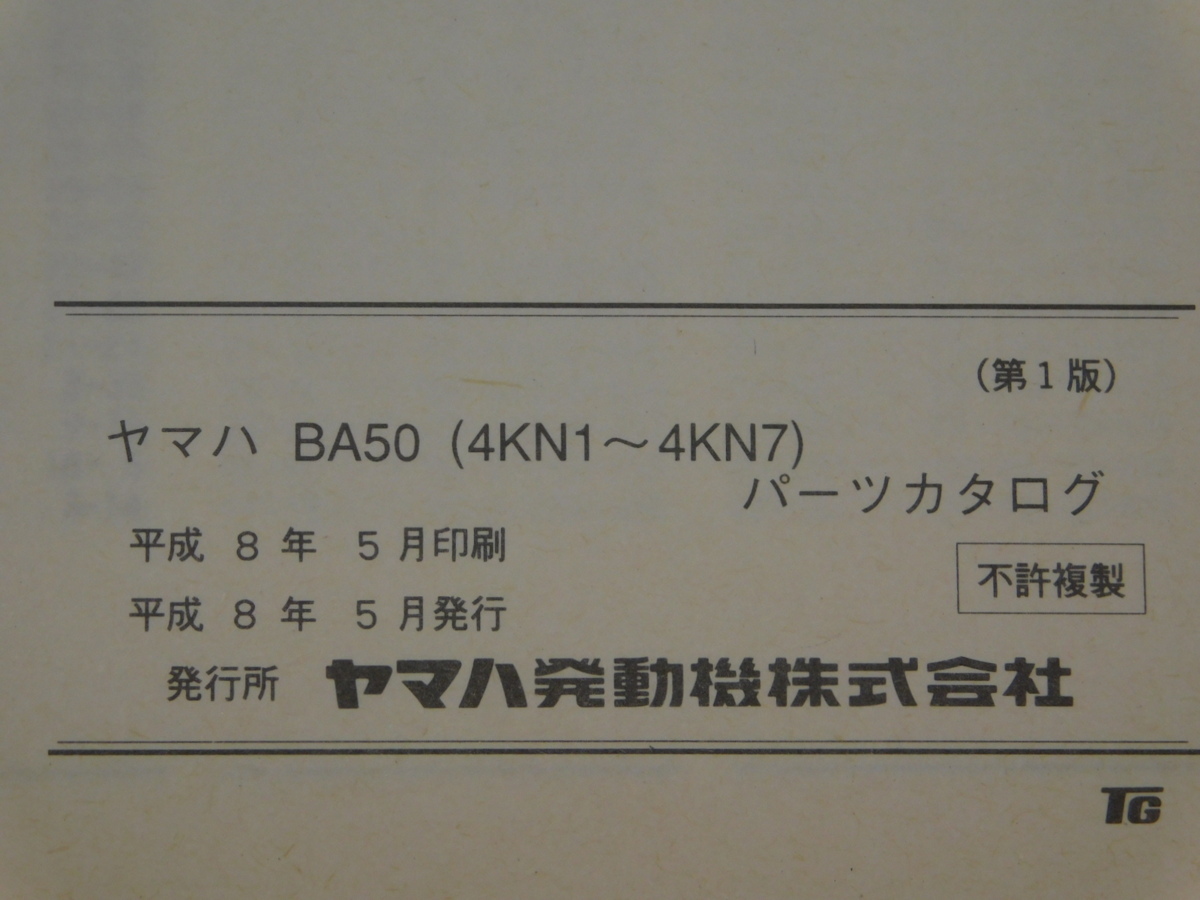 (第1版)
ヤマハ BA50 (4KN1～4KN7)
パーツカタログ
平成 8 年 5 月印刷
不許複製
平成 8 年 5 月発行
発行所 ヤマハ発動機株式会社
TG